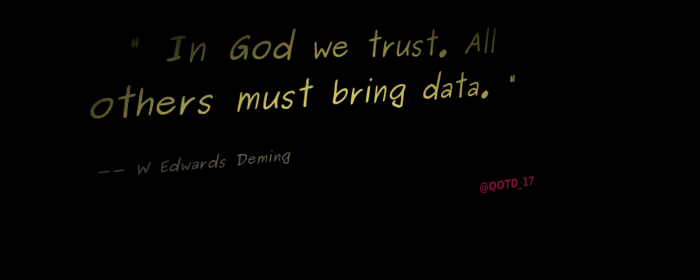 " In God we trust. All
others must bring data. "
-- W Edwards Deming
@QOTD_17